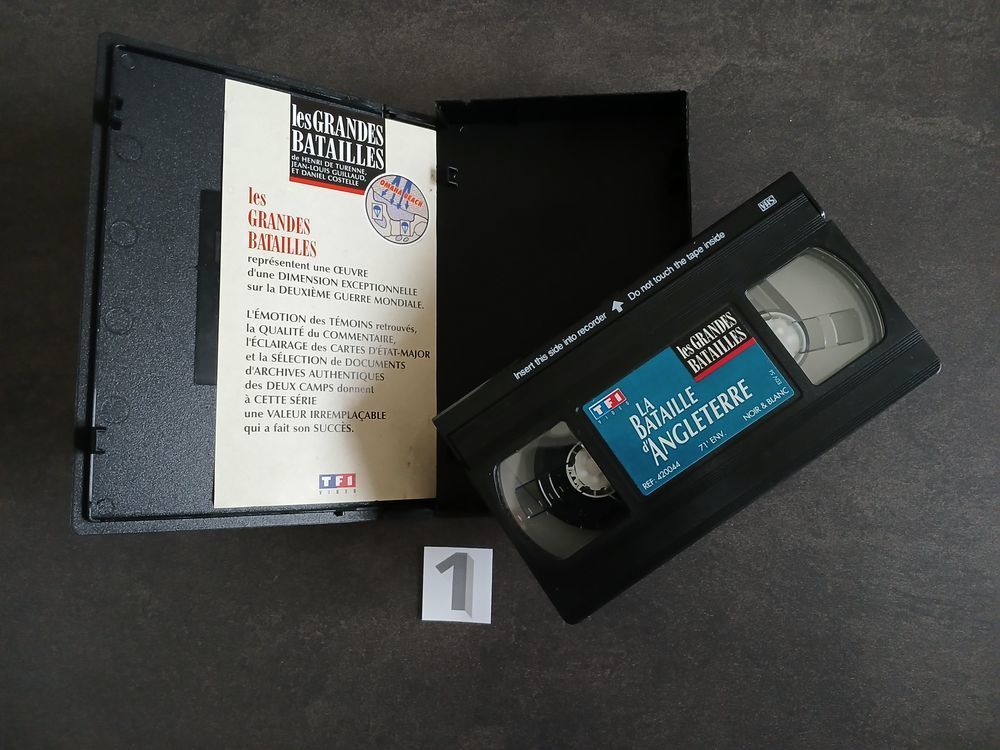 les GRANDES
BATAILLES
de HENRI DE TURENNE,
JEAN-LOUIS GUILLAUD,
ET DANIEL COSTELLE
OMAHA BEACH
les
GRANDES
BATAILLES
représentent une ŒUVRE
d'une DIMENSION EXCEPTIONNELLE
sur la DEUXIÈME GUERRE MONDIALE.
L'ÉMOTION des TÉMOINS retrouvés,
la QUALITÉ du COMMENTAIRE,
l'ÉCLAIRAGE des CARTES D'ÉTAT-MAJOR
et la SÉLECTION de DOCUMENTS
d'ARCHIVES AUTHENTIQUES
des DEUX CAMPS donnent
à CETTE SÉRIE
une VALEUR IRREMPLAÇABLE
qui a fait son SUCCÈS.
TF1
VIDEO
VHS
Insert this side into recorder Do not touch the tape inside
les GRANDES
BATAILLES
TF1
VIDEO
LA
BATAILLE
d'ANGLETERRE
REF: 420044 71' ENV. NOIR & BLANC
1